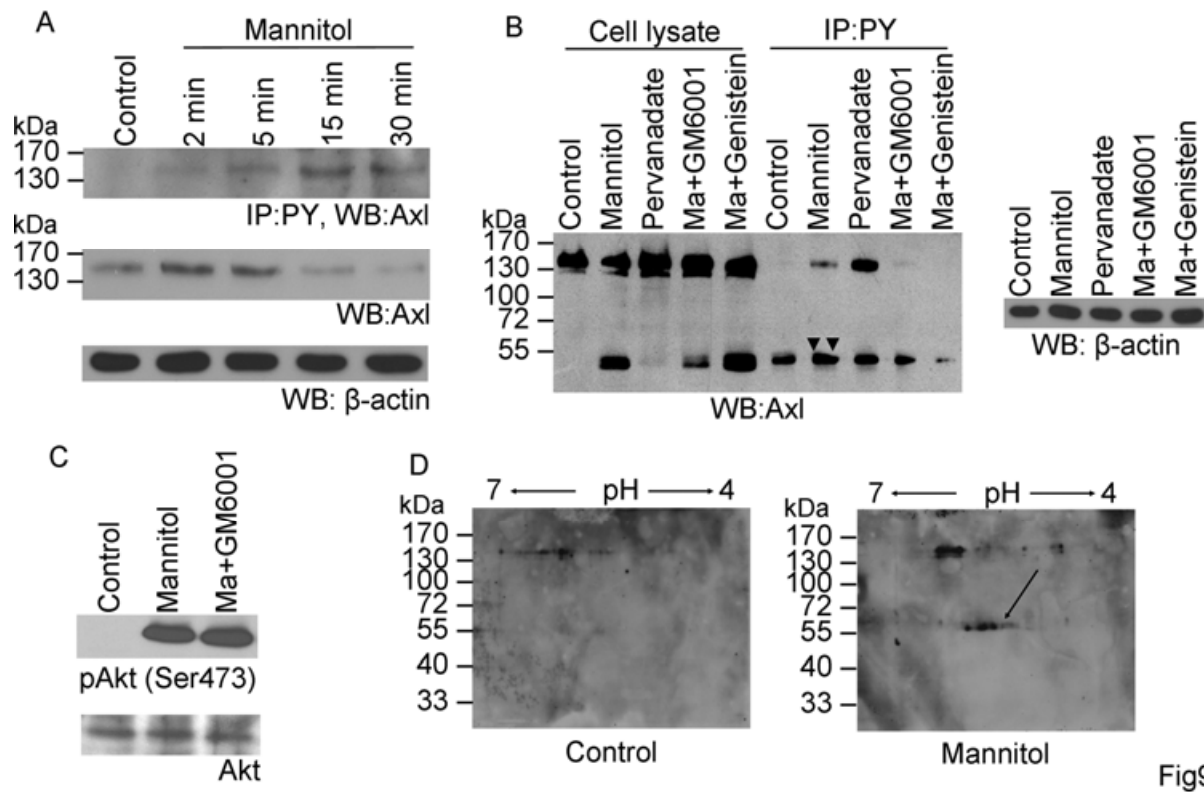 A
Mannitol
Control
2 min
5 min
15 min
30 min
kDa
170
130
IP:PY, WB:Axl
170
130
WB:Axl
WB: β-actin
B
Cell lysate
IP:PY
Control
Mannitol
Pervanadate
Ma+GM6001
Ma+Genistein
Control
Mannitol
Pervanadate
Ma+GM6001
Ma+Genistein
kDa
170
130
100
72
55
WB:Axl
Control
Mannitol
Pervanadate
Ma+GM6001
Ma+Genistein
WB: β-actin
C
Control
Mannitol
Ma+GM6001
pAkt (Ser473)
Akt
D
7 pH 4
kDa
170
130
100
72
55
40
33
Control
7 pH 4
kDa
170
130
100
72
55
40
33
Mannitol
Fig9